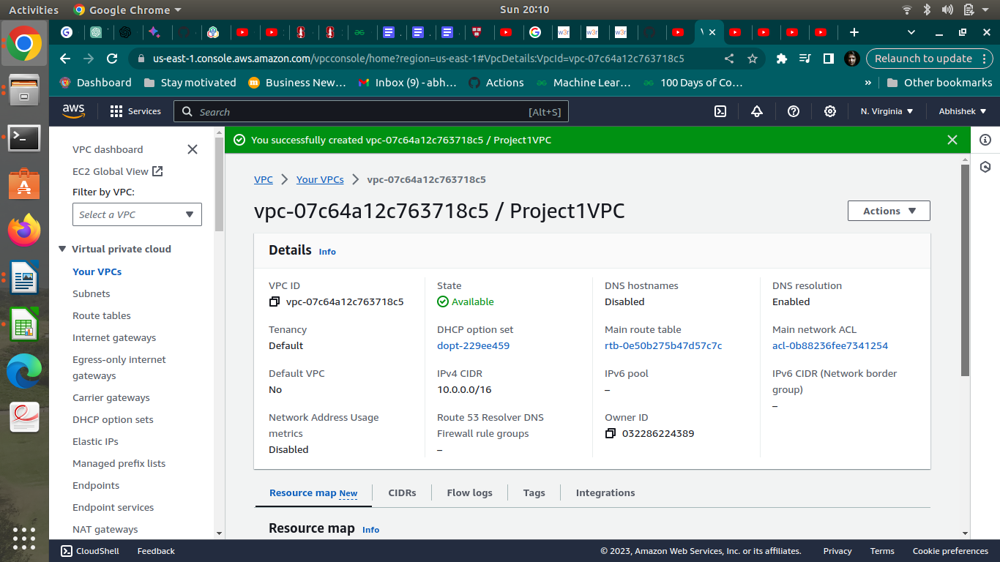 Activities
Google Chrome
Sun 20:10
w3r
w3r
w3r
us-east-1.console.aws.amazon.com/vpcconsole/home?region=us-east-1#VpcDetails:VpcId=vpc-07c64a12c763718c5
Relaunch to update
Dashboard
Stay motivated
Business New…
Inbox (9) - abh…
Actions
Machine Lear…
100 Days of Co…
»
Other bookmarks
aws
Services
Search
[Alt+S]
N. Virginia
Abhishek
You successfully created vpc-07c64a12c763718c5 / Project1VPC
VPC dashboard
EC2 Global View
Filter by VPC:
Select a VPC
Virtual private cloud
Your VPCs
Subnets
Route tables
Internet gateways
Egress-only internet
gateways
Carrier gateways
DHCP option sets
Elastic IPs
Managed prefix lists
Endpoints
Endpoint services
NAT gateways
VPC
Your VPCs
vpc-07c64a12c763718c5
vpc-07c64a12c763718c5 / Project1VPC
Actions
Details Info
VPC ID
vpc-07c64a12c763718c5
State
Available
DNS hostnames
Disabled
DNS resolution
Enabled
Tenancy
Default
DHCP option set
dopt-229ee459
Main route table
rtb-0e50b275b47d57c7c
Main network ACL
acl-0b88236fee7341254
Default VPC
No
IPv4 CIDR
10.0.0.0/16
IPv6 pool
–
IPv6 CIDR (Network border
group)
–
Network Address Usage
metrics
Disabled
Route 53 Resolver DNS
Firewall rule groups
–
Owner ID
032286224389
Resource map New
CIDRs
Flow logs
Tags
Integrations
Resource map Info
CloudShell
Feedback
© 2023, Amazon Web Services, Inc. or its affiliates.
Privacy
Terms
Cookie preferences